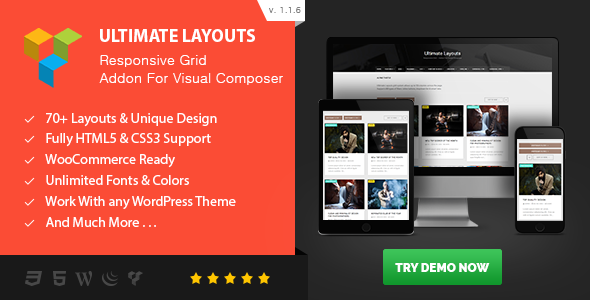 v. 1.1.6
ULTIMATE LAYOUTS
Responsive Grid
Addon For Visual Composer
70+ Layouts & Unique Design
Fully HTML5 & CSS3 Support
WooCommerce Ready
Unlimited Fonts & Colors
Work With any WordPress Theme
And Much More . . .
Ultimate Layouts
TRY DEMO NOW